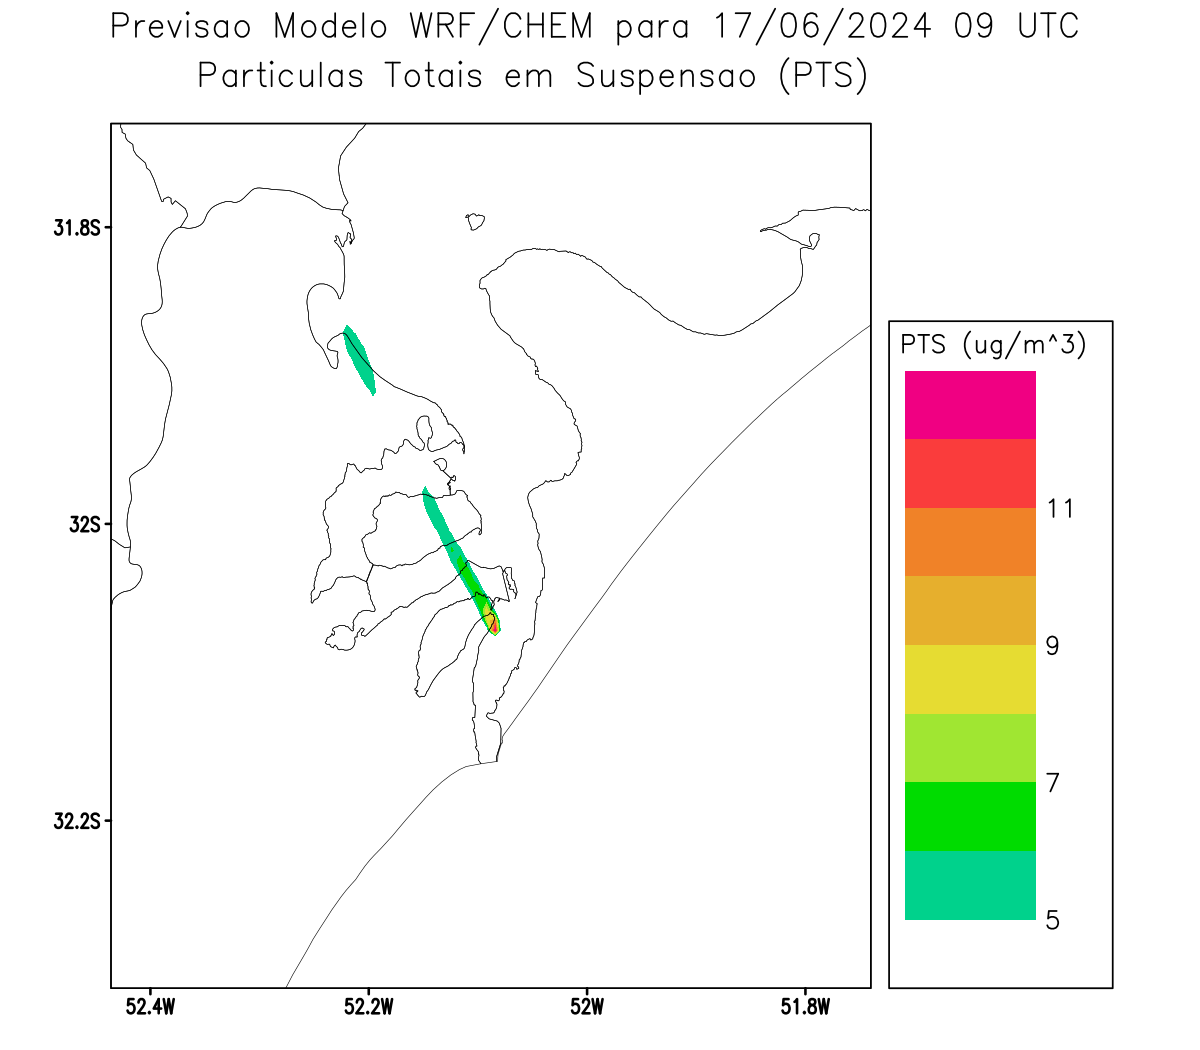 Previsao Modelo WRF/CHEM para 17/06/2024 09 UTC
Particulas Totais em Suspensao (PTS)
31.8S
32S
32.2S
52.4W
52.2W
52W
51.8W
PTS (ug/m^3)
11
9
7
5